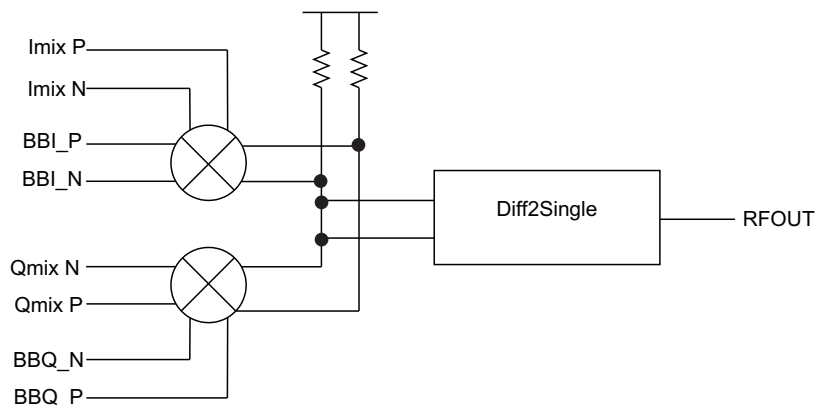 Imix P
Imix N
BBI_P
BBI_N
Diff2Single
RFOUT
Qmix N
Qmix P
BBQ_N
BBQ P